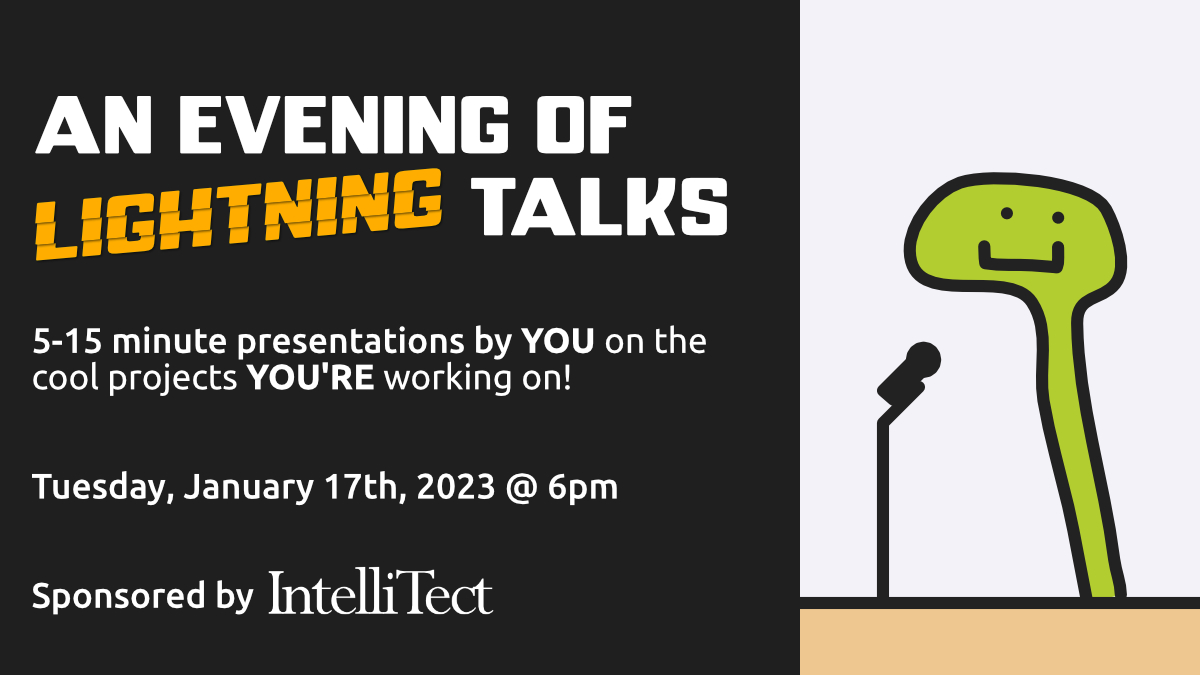 AN EVENING OF
LIGHTNING TALKS
5-15 minute presentations by YOU on the
cool projects YOU'RE working on!
Tuesday, January 17th, 2023 @ 6pm
Sponsored by IntelliTect